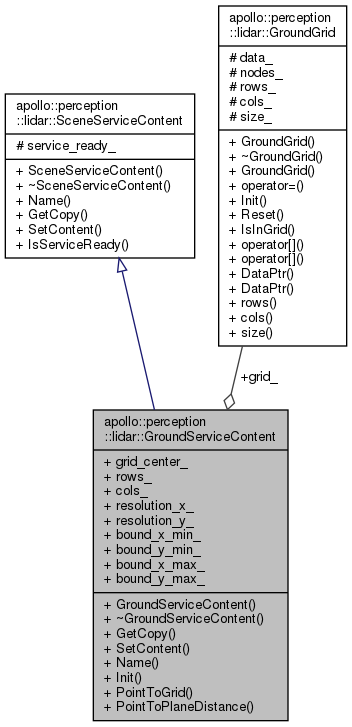 apollo::perception
::lidar::GroundGrid
# data_
# nodes_
# rows_
# cols_
# size_
+ GroundGrid()
+ ~GroundGrid()
+ GroundGrid()
+ operator=()
+ Init()
+ Reset()
+ IsInGrid()
+ operator[]()
+ operator[]()
+ DataPtr()
+ DataPtr()
+ rows()
+ cols()
+ size()
apollo::perception
::lidar::SceneServiceContent
# service_ready_
+ SceneServiceContent()
+ ~SceneServiceContent()
+ Name()
+ GetCopy()
+ SetContent()
+ IsServiceReady()
+grid_
apollo::perception
::lidar::GroundServiceContent
+ grid_center_
+ rows_
+ cols_
+ resolution_x_
+ resolution_y_
+ bound_x_min_
+ bound_y_min_
+ bound_x_max_
+ bound_y_max_
+ GroundServiceContent()
+ ~GroundServiceContent()
+ GetCopy()
+ SetContent()
+ Name()
+ Init()
+ PointToGrid()
+ PointToPlaneDistance()